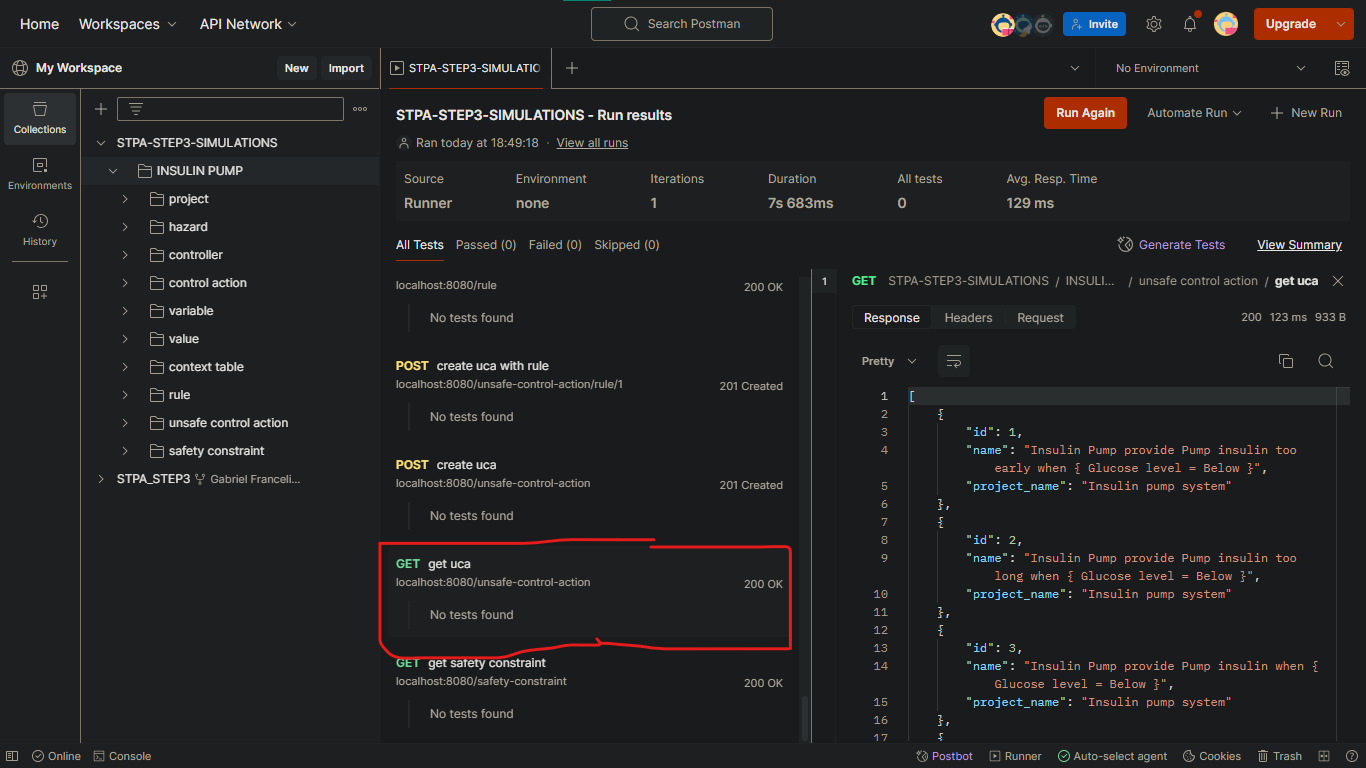 Home Workspaces API Network Search Postman Invite Upgrade
My Workspace New Import STPA-STEP3-SIMULATIO No Environment
Collections
Environments
History
STPA-STEP3-SIMULATIONS
INSULIN PUMP
project
hazard
controller
control action
variable
value
context table
rule
unsafe control action
safety constraint
STPA_STEP3 Gabriel Franceli...
STPA-STEP3-SIMULATIONS - Run results Run Again Automate Run New Run
Ran today at 18:49:18 · View all runs
Source Environment Iterations Duration All tests Avg. Resp. Time
Runner none 1 7s 683ms 0 129 ms
All Tests Passed (0) Failed (0) Skipped (0) Generate Tests View Summary
localhost:8080/rule 200 OK
No tests found
POST create uca with rule
localhost:8080/unsafe-control-action/rule/1 201 Created
No tests found
POST create uca
localhost:8080/unsafe-control-action 201 Created
No tests found
GET get uca
localhost:8080/unsafe-control-action 200 OK
No tests found
GET get safety constraint
localhost:8080/safety-constraint 200 OK
No tests found
1
GET STPA-STEP3-SIMULATIONS / INSULI... / unsafe control action / get uca
Response Headers Request 200 123 ms 933 B
Pretty
1 [
2 {
3 "id": 1,
4 "name": "Insulin Pump provide Pump insulin too
early when { Glucose level = Below }",
5 "project_name": "Insulin pump system"
6 },
7 {
8 "id": 2,
9 "name": "Insulin Pump provide Pump insulin too
long when { Glucose level = Below }",
10 "project_name": "Insulin pump system"
11 },
12 {
13 "id": 3,
14 "name": "Insulin Pump provide Pump insulin when {
Glucose level = Below }",
15 "project_name": "Insulin pump system"
16 },
17 {
Online Console Postbot Runner Auto-select agent Cookies Trash